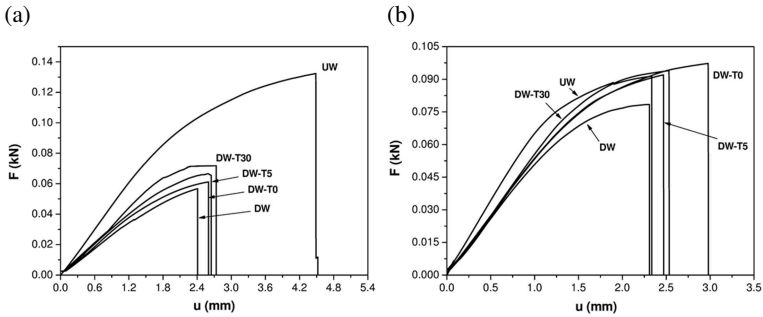 (a)
(b)
F (kN)
0.14
0.12
0.10
0.08
0.06
0.04
0.02
0.00
UW
DW-T30
DW-T5
DW-T0
DW
0.0 0.6 1.2 1.8 2.4 3.0 3.6 4.2 4.8 5.4
u (mm)
F (kN)
0.105
0.090
0.075
0.060
0.045
0.030
0.015
0.000
UW
DW-T30
DW-T0
DW
DW-T5
0.0 0.5 1.0 1.5 2.0 2.5 3.0 3.5
u (mm)